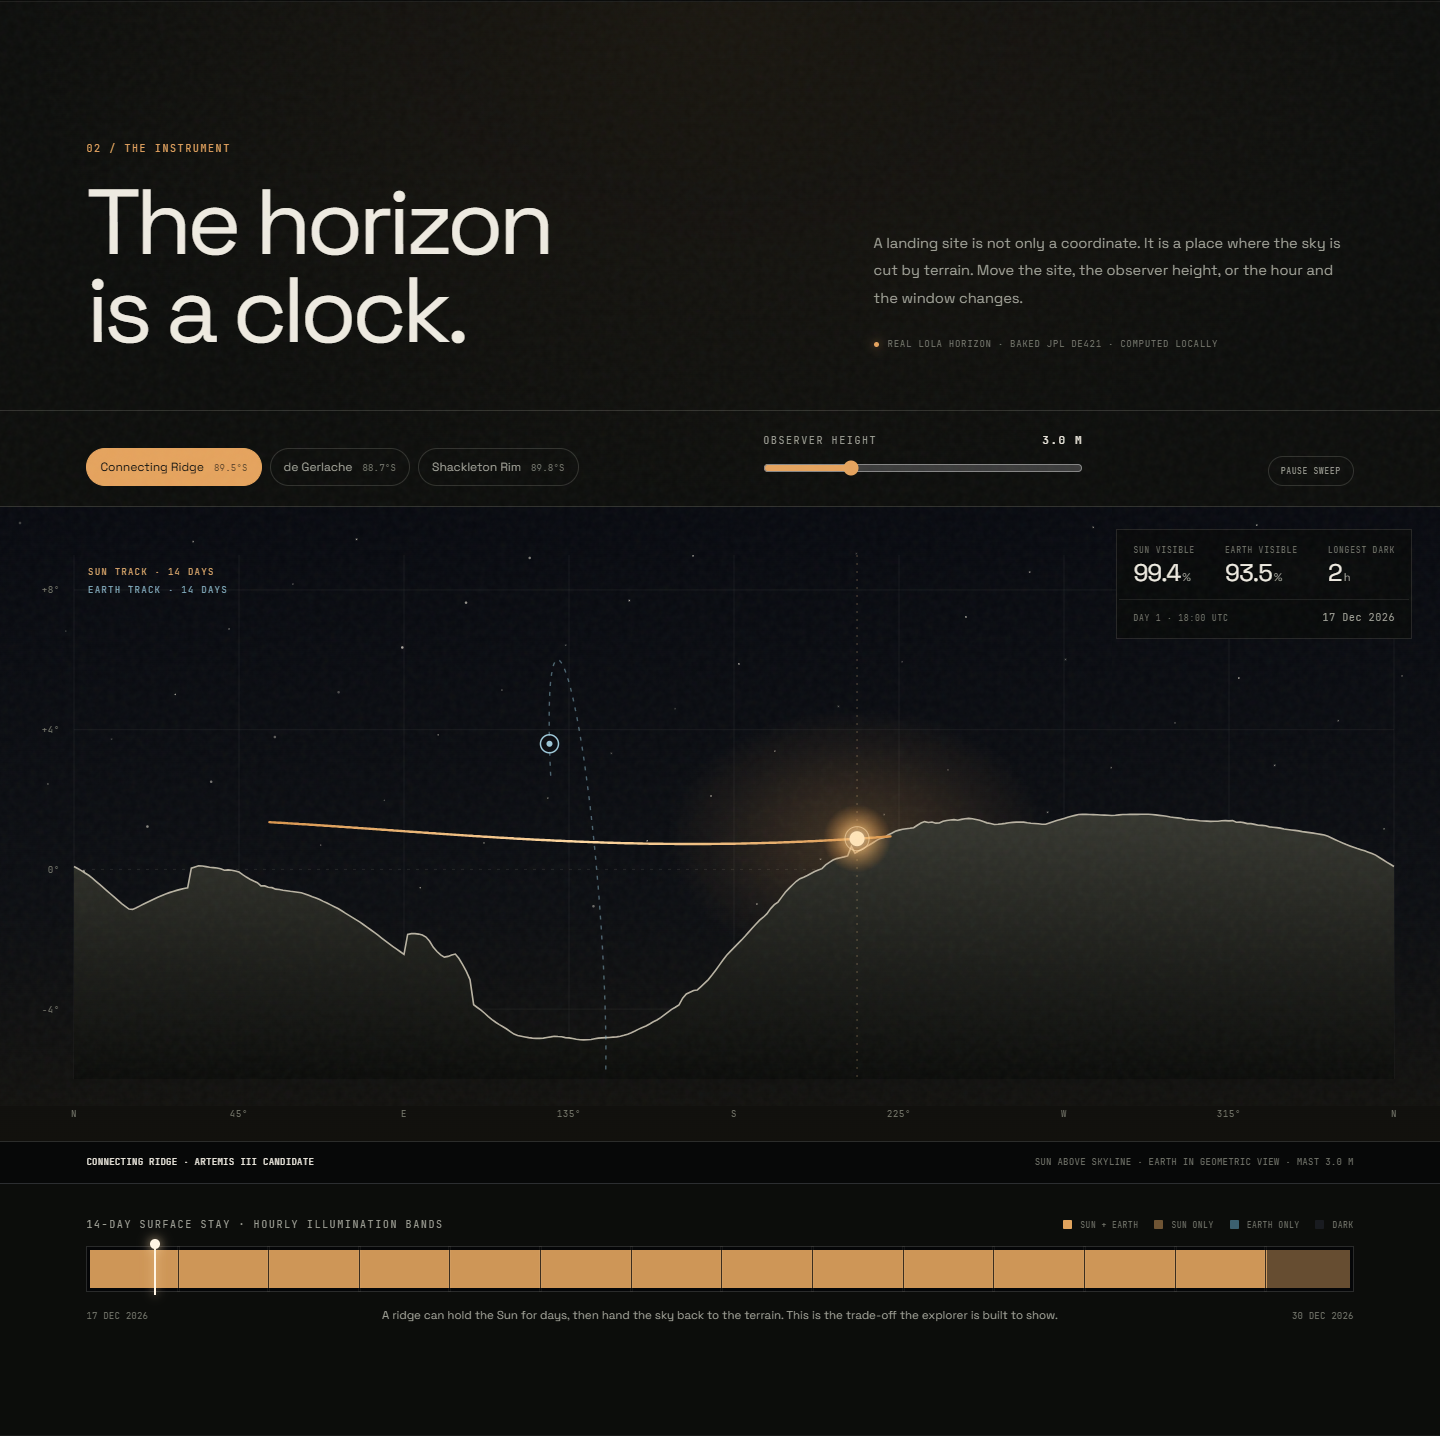 02 / THE INSTRUMENT
The horizon
is a clock.
A landing site is not only a coordinate. It is a place where the sky is
cut by terrain. Move the site, the observer height, or the hour and
the window changes.
REAL LOLA HORIZON · BAKED JPL DE421 · COMPUTED LOCALLY
Connecting Ridge 89.5°S
de Gerlache 88.7°S
Shackleton Rim 89.8°S
OBSERVER HEIGHT 3.0 M
PAUSE SWEEP
SUN TRACK · 14 DAYS
EARTH TRACK · 14 DAYS
SUN VISIBLE EARTH VISIBLE LONGEST DARK
99.4% 93.5% 2h
DAY 1 · 18:00 UTC 17 Dec 2026
+8°
+4°
0°
-4°
N 45° E 135° S 225° W 315° N
CONNECTING RIDGE · ARTEMIS III CANDIDATE
SUN ABOVE SKYLINE · EARTH IN GEOMETRIC VIEW · MAST 3.0 M
14-DAY SURFACE STAY · HOURLY ILLUMINATION BANDS
SUN + EARTH SUN ONLY EARTH ONLY DARK
17 DEC 2026
A ridge can hold the Sun for days, then hand the sky back to the terrain. This is the trade-off the explorer is built to show.
30 DEC 2026